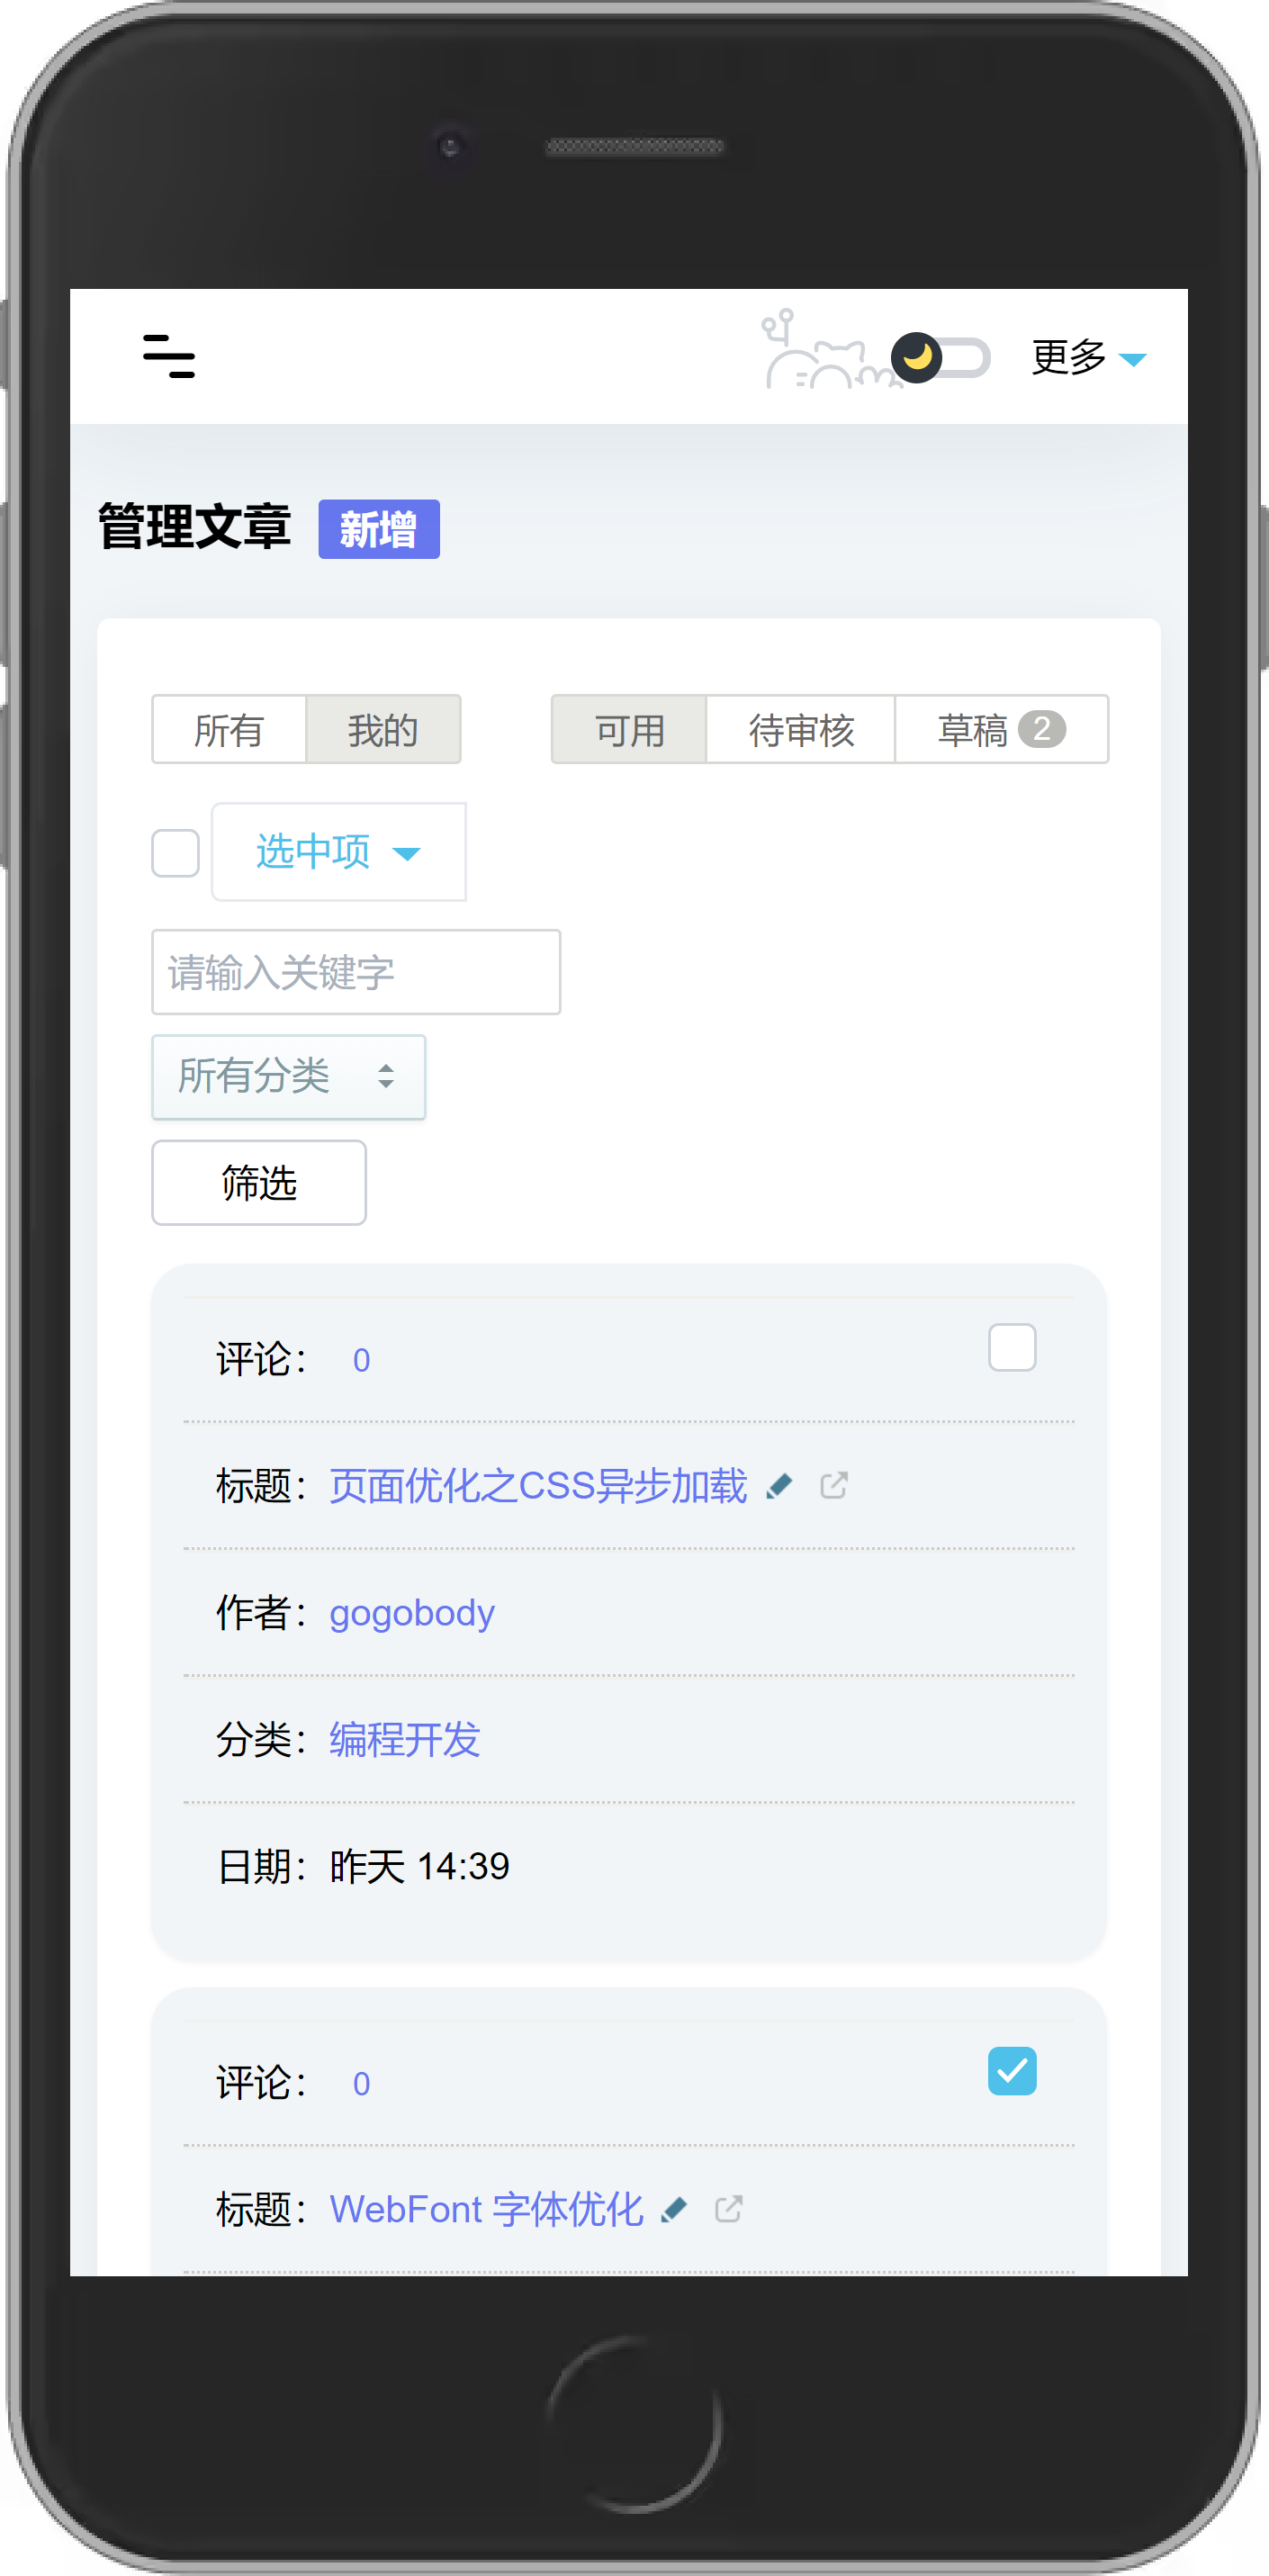 更多
管理文章 新增
所有 我的 可用 待审核 草稿 2
选中项
请输入关键字
所有分类
筛选
评论： 0
标题：页面优化之CSS异步加载
作者：gogobody
分类：编程开发
日期：昨天 14:39
评论： 0
标题：WebFont 字体优化